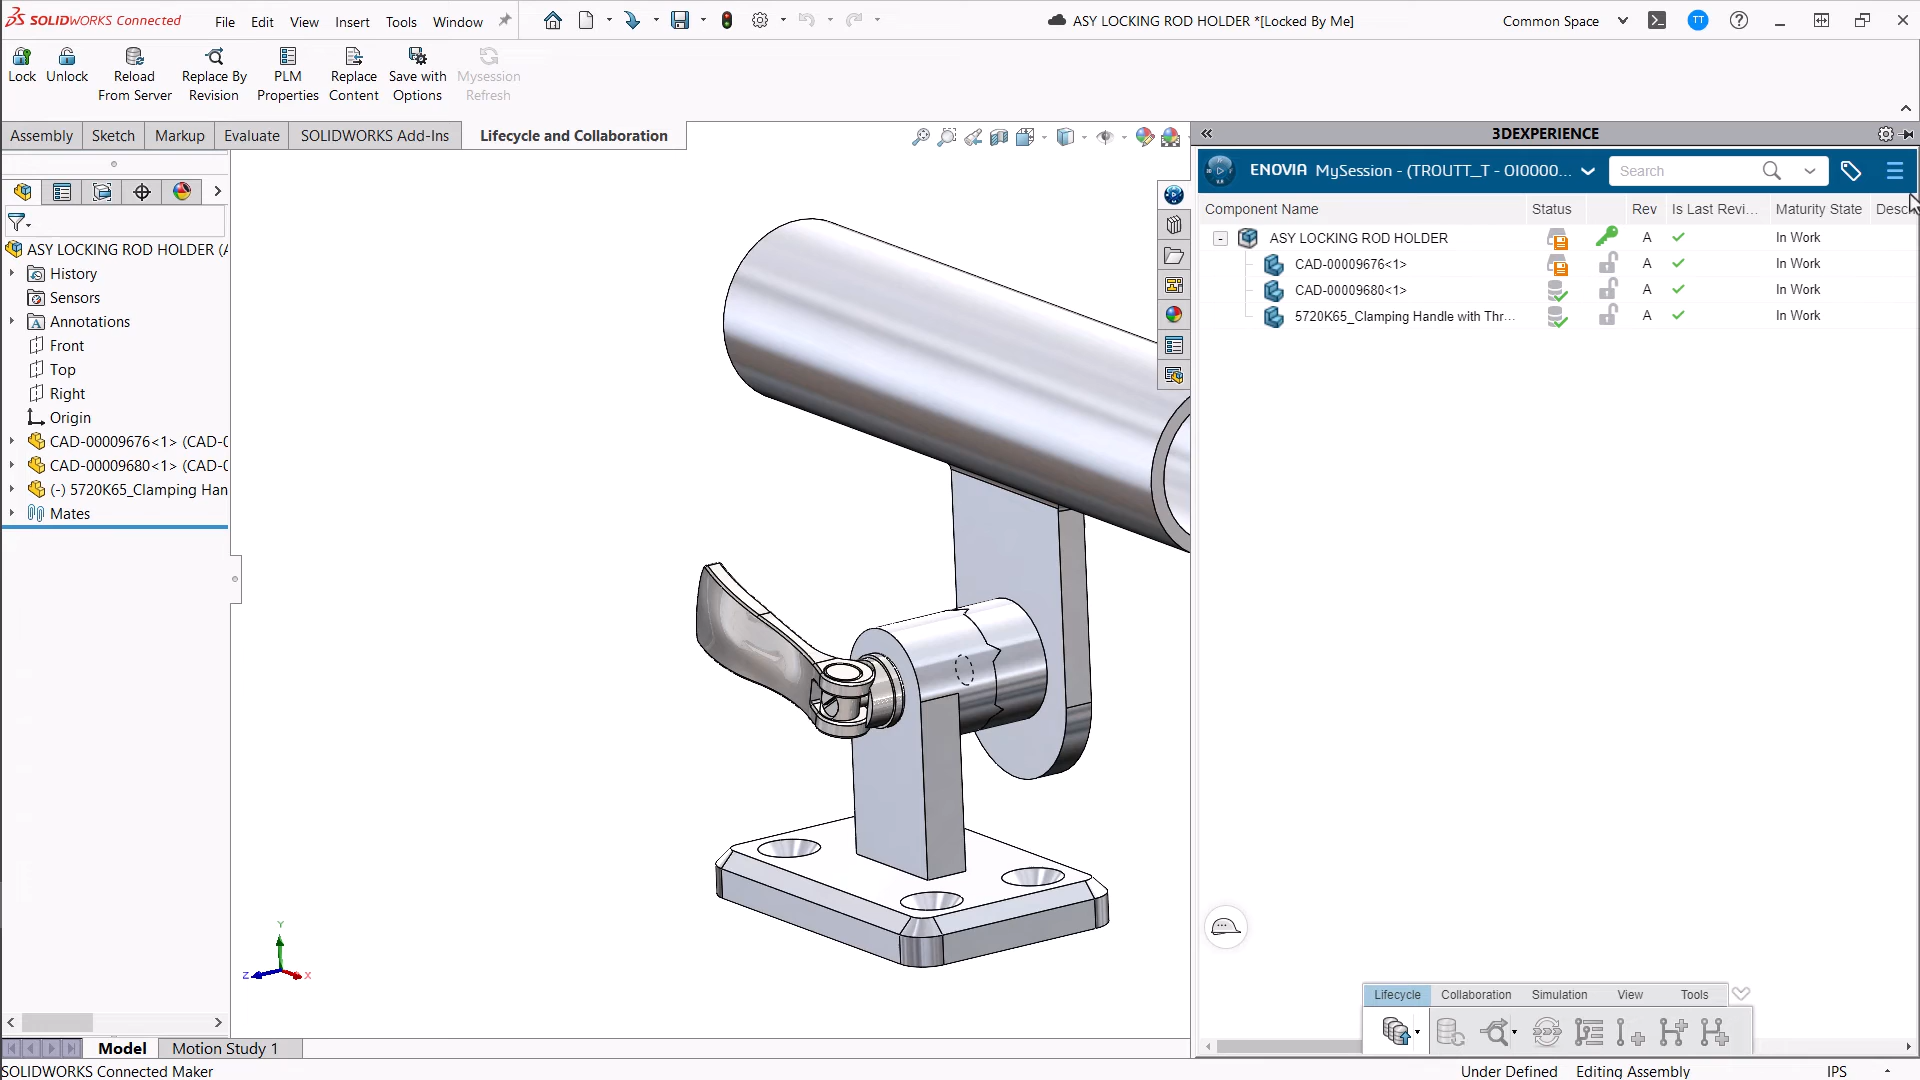 SOLIDWORKS Connected File Edit View Insert Tools Window ASY LOCKING ROD HOLDER *[Locked By Me] Common Space TT
Lock Unlock Reload From Server Replace By Revision PLM Properties Replace Content Save with Options Mysession Refresh
Assembly Sketch Markup Evaluate SOLIDWORKS Add-Ins Lifecycle and Collaboration
3DEXPERIENCE
ENOVIA MySession - (TROUTT_T - OI0000... Search
Component Name Status Rev Is Last Revi... Maturity State Desc
ASY LOCKING ROD HOLDER A In Work
CAD-00009676<1> A In Work
CAD-00009680<1> A In Work
5720K65_Clamping Handle with Thr... A In Work
ASY LOCKING ROD HOLDER (A
History
Sensors
Annotations
Front
Top
Right
Origin
CAD-00009676<1> (CAD-0
CAD-00009680<1> (CAD-0
(-) 5720K65_Clamping Han
Mates
Y
Z X
Lifecycle Collaboration Simulation View Tools
Model Motion Study 1
SOLIDWORKS Connected Maker Under Defined Editing Assembly IPS